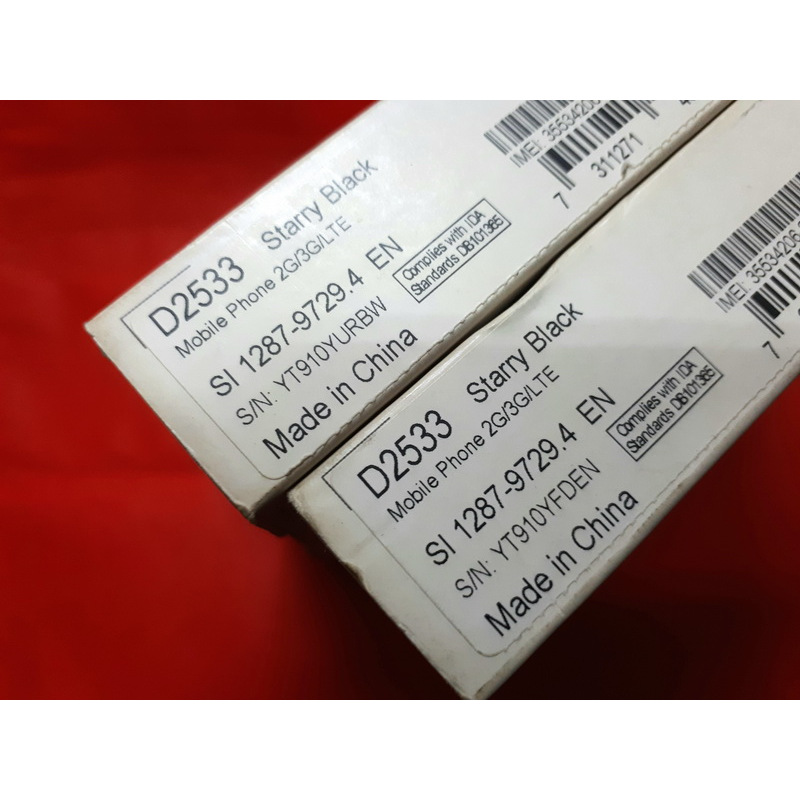 D2533 Starry Black
Mobile Phone 2G/3G/LTE
SI 1287-9729.4 EN
S/N: YT910YURBW
Made in China
Complies with IDA
Standards DB101365
IMEI: 3553420
7 311271
D2533 Starry Black
Mobile Phone 2G/3G/LTE
SI 1287-9729.4 EN
S/N: YT910YFDEN
Made in China
Complies with IDA
Standards DB101365
IMEI: 35534206
7